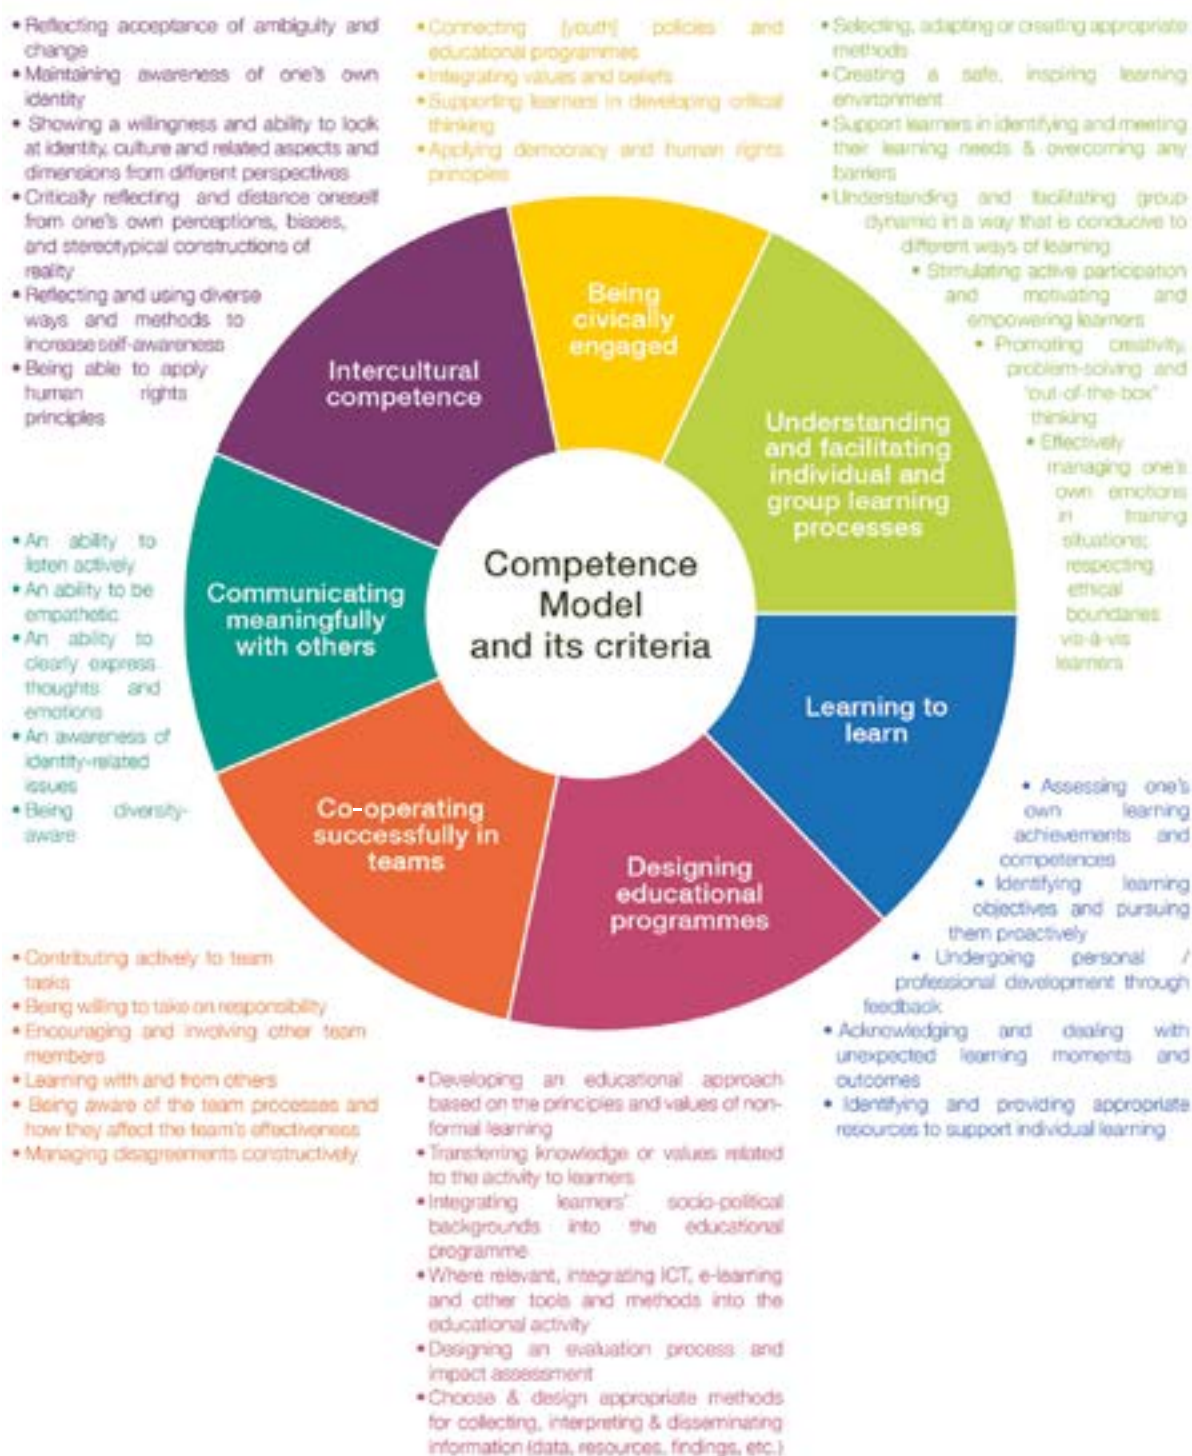 • Reflecting acceptance of ambiguity and
change
• Maintaining awareness of one's own
identity
• Showing a willingness and ability to look
at identity, culture and related aspects and
dimensions from different perspectives
• Critically reflecting and distance oneself
from one's own perceptions, biases,
and stereotypical constructions of
reality
• Reflecting and using diverse
ways and methods to
increase self-awareness
• Being able to apply
human rights
principles
• Connecting [youth] policies and
educational programmes
• Integrating values and beliefs
• Supporting learners in developing critical
thinking
• Applying democracy and human rights
principles
• Selecting, adapting or creating appropriate
methods
• Creating a safe, inspiring learning
environment
• Support learners in identifying and meeting
their learning needs & overcoming any
barriers
• Understanding and facilitating group
dynamic in a way that is conducive to
different ways of learning
• Stimulating active participation
and motivating and
empowering learners
• Promoting creativity,
problem-solving and
'out-of-the-box'
thinking
• Effectively
managing one's
own emotions
in training
situations;
respecting
ethical
boundaries
vis-à-vis
learners
Being
civically
engaged
Intercultural
competence
Understanding
and facilitating
individual and
group learning
processes
Communicating
meaningfully
with others
Competence
Model
and its criteria
Learning to
learn
Co-operating
successfully in
teams
Designing
educational
programmes
• An ability to
listen actively
• An ability to be
empathetic
• An ability to
clearly express
thoughts and
emotions
• An awareness of
identity-related
issues
• Being diversity-
aware
• Assessing one's
own learning
achievements and
competences
• Identifying learning
objectives and pursuing
them proactively
• Undergoing personal /
professional development through
feedback
• Acknowledging and dealing with
unexpected learning moments and
outcomes
• Identifying and providing appropriate
resources to support individual learning
• Contributing actively to team
tasks
• Being willing to take on responsibility
• Encouraging and involving other team
members
• Learning with and from others
• Being aware of the team processes and
how they affect the team's effectiveness
• Managing disagreements constructively
• Developing an educational approach
based on the principles and values of non-
formal learning
• Transferring knowledge or values related
to the activity to learners
• Integrating learners' socio-political
backgrounds into the educational
programme
• Where relevant, integrating ICT, e-learning
and other tools and methods into the
educational activity
• Designing an evaluation process and
impact assessment
• Choose & design appropriate methods
for collecting, interpreting & disseminating
information (data, resources, findings, etc.)